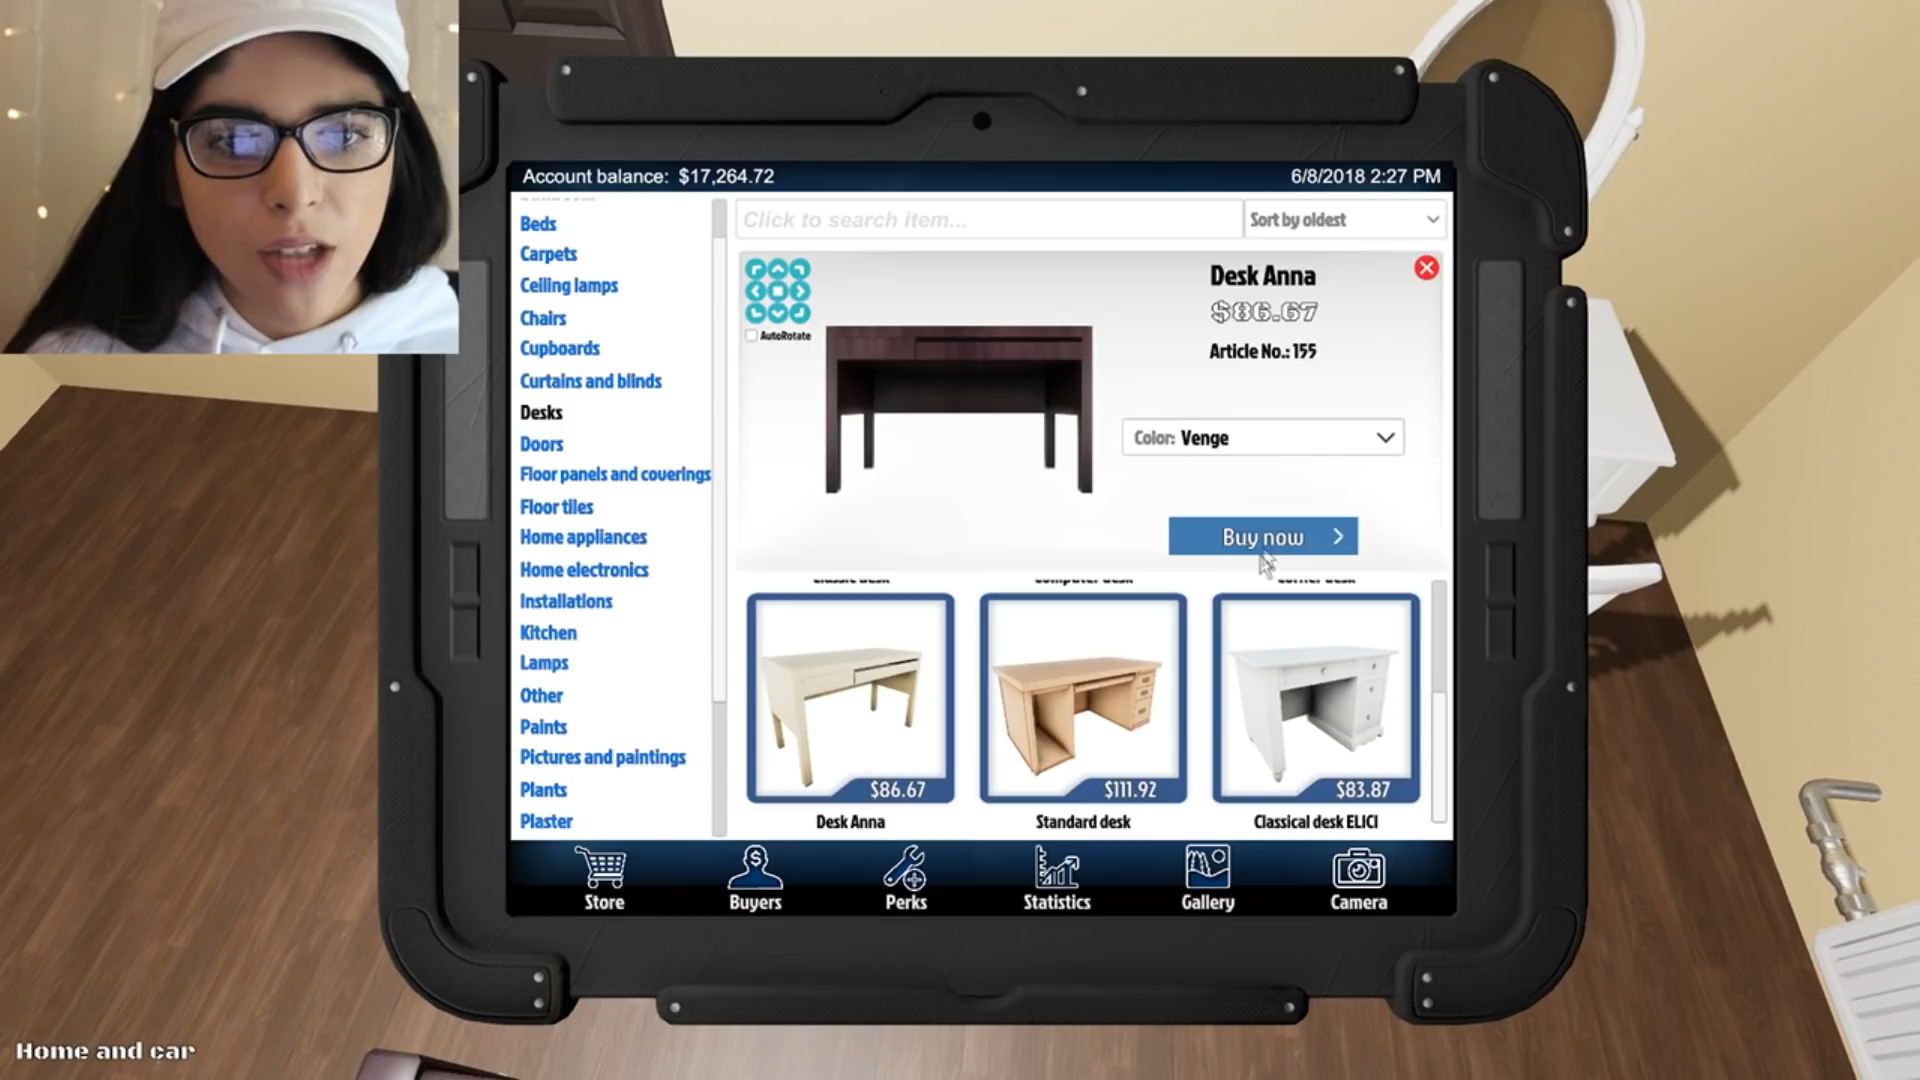 Account balance: $17,264.72
6/8/2018 2:27 PM
Beds
Carpets
Ceiling lamps
Chairs
Cupboards
Curtains and blinds
Desks
Doors
Floor panels and coverings
Floor tiles
Home appliances
Home electronics
Installations
Kitchen
Lamps
Other
Paints
Pictures and paintings
Plants
Plaster
Click to search item...
Sort by oldest
AutoRotate
Desk Anna
$86.67
Article No.: 155
Color: Venge
Buy now
$86.67
$111.92
$83.87
Desk Anna
Standard desk
Classical desk ELICI
Store
Buyers
Perks
Statistics
Gallery
Camera
Home and car